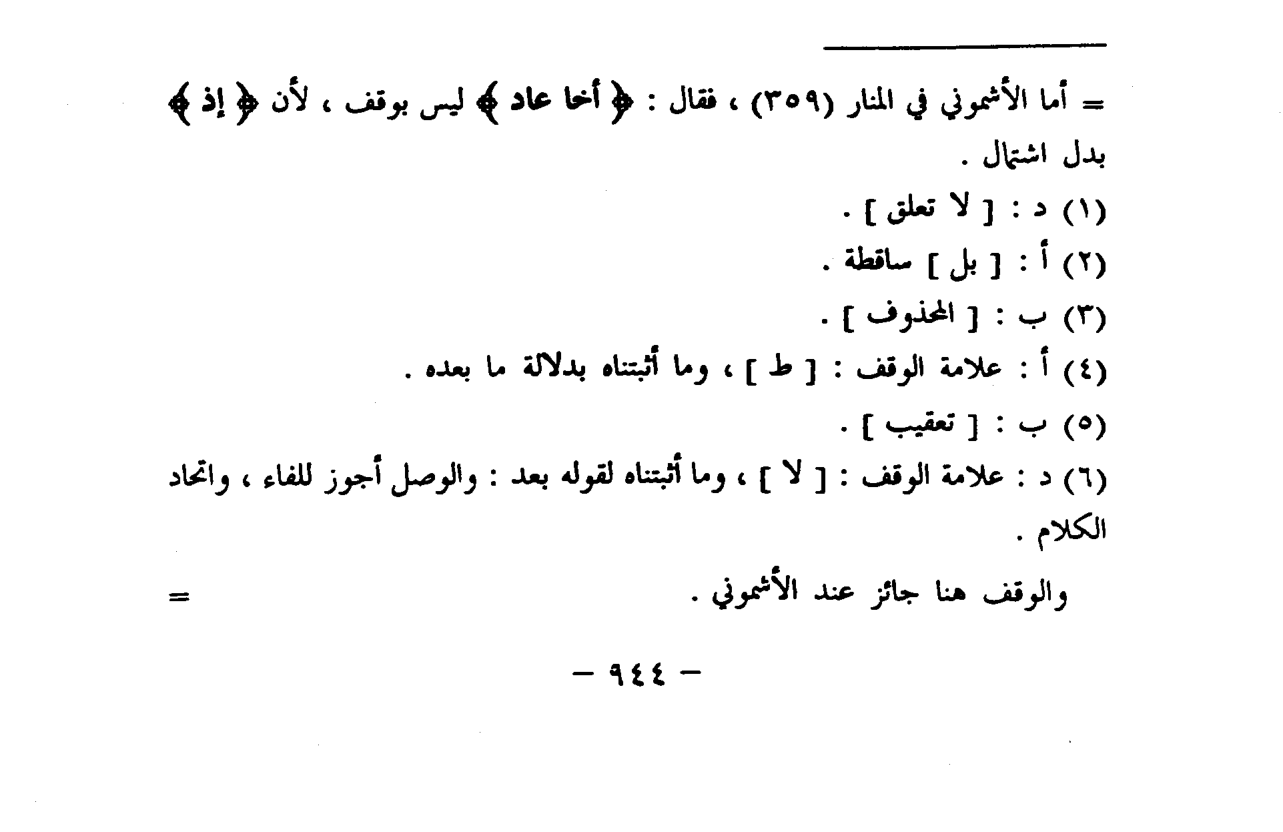 = أما الأشموني في المنار (٣٥٩) ، فقال : ﴿ أخا عاد ﴾ ليس بوقف ، لأن ﴿ إذ ﴾
بدل اشتمال .
(١) د : [ لا تعلق ] .
(٢) أ : [ بل ] ساقطة .
(٣) ب : [ المحذوف ] .
(٤) أ : علامة الوقف : [ ط ] ، وما أثبتناه بدلالة ما بعده .
(٥) ب : [ تعقيب ] .
(٦) د : علامة الوقف : [ لا ] ، وما أثبتناه لقوله بعد : والوصل أجوز للفاء ، واتحاد
الكلام .
والوقف هنا جائز عند الأشموني . =
– ٩٤٤ –